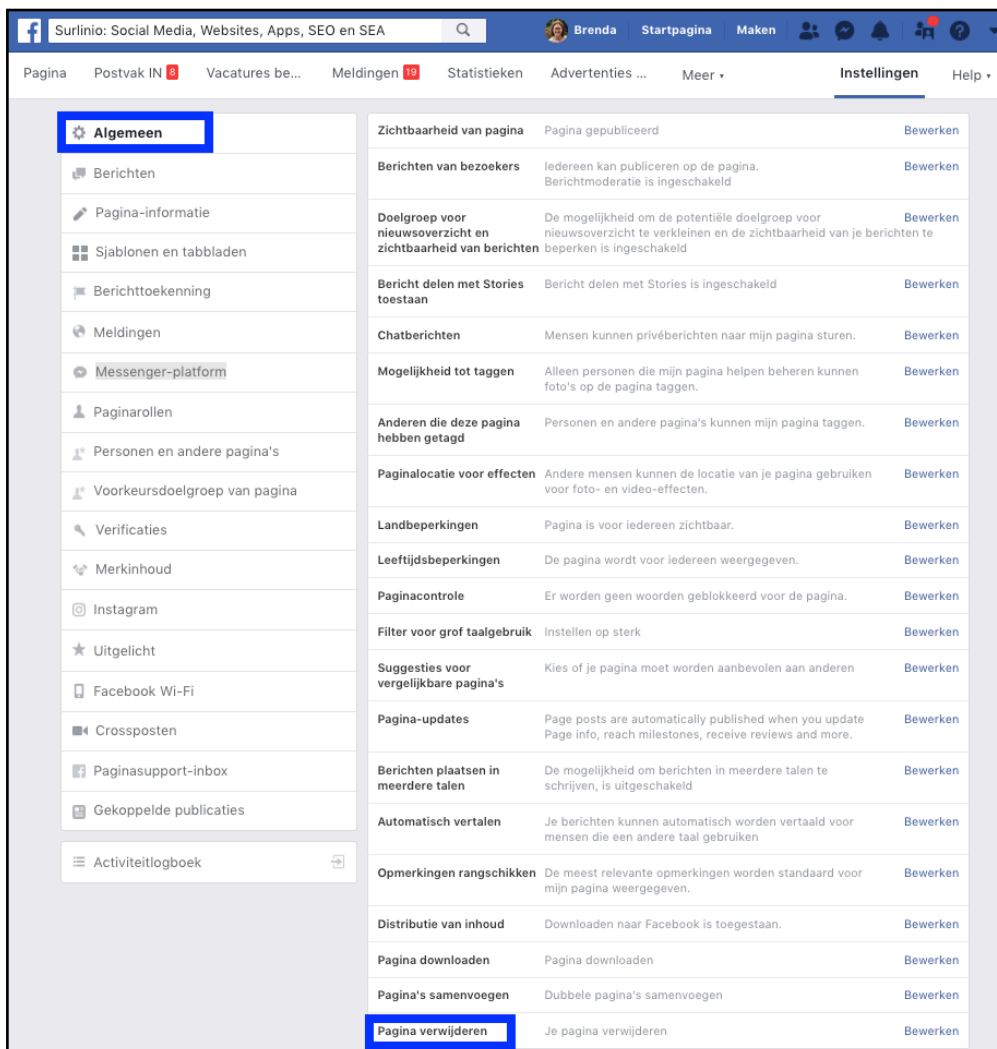 Surlinio: Social Media, Websites, Apps, SEO en SEA
Brenda Startpagina Maken
Pagina Postvak IN 8 Vacatures be... Meldingen 19 Statistieken Advertenties ... Meer Instellingen Help
Algemeen
Berichten
Pagina-informatie
Sjablonen en tabbladen
Berichttoekenning
Meldingen
Messenger-platform
Paginarollen
Personen en andere pagina's
Voorkeursdoelgroep van pagina
Verificaties
Merkinhoud
Instagram
Uitgelicht
Facebook Wi-Fi
Crossposten
Paginasupport-inbox
Gekoppelde publicaties
Activiteitlogboek
Zichtbaarheid van pagina Pagina gepubliceerd Bewerken
Berichten van bezoekers Iedereen kan publiceren op de pagina. Bewerken
Berichtmoderatie is ingeschakeld
Doelgroep voor De mogelijkheid om de potentiële doelgroep voor Bewerken
nieuwsoverzicht en nieuwsoverzicht te verkleinen en de zichtbaarheid van je berichten te
zichtbaarheid van berichten beperken is ingeschakeld
Bericht delen met Stories Bericht delen met Stories is ingeschakeld Bewerken
toestaan
Chatberichten Mensen kunnen privéberichten naar mijn pagina sturen. Bewerken
Mogelijkheid tot taggen Alleen personen die mijn pagina helpen beheren kunnen Bewerken
foto's op de pagina taggen.
Anderen die deze pagina Personen en andere pagina's kunnen mijn pagina taggen. Bewerken
hebben getagd
Paginalocatie voor effecten Andere mensen kunnen de locatie van je pagina gebruiken Bewerken
voor foto- en video-effecten.
Landbeperkingen Pagina is voor iedereen zichtbaar. Bewerken
Leeftijdsbeperkingen De pagina wordt voor iedereen weergegeven. Bewerken
Paginacontrole Er worden geen woorden geblokkeerd voor de pagina. Bewerken
Filter voor grof taalgebruik Instellen op sterk Bewerken
Suggesties voor Kies of je pagina moet worden aanbevolen aan anderen Bewerken
vergelijkbare pagina's
Pagina-updates Page posts are automatically published when you update Bewerken
Page info, reach milestones, receive reviews and more.
Berichten plaatsen in De mogelijkheid om berichten in meerdere talen te Bewerken
meerdere talen schrijven, is uitgeschakeld
Automatisch vertalen Je berichten kunnen automatisch worden vertaald voor Bewerken
mensen die een andere taal gebruiken
Opmerkingen rangschikken De meest relevante opmerkingen worden standaard voor Bewerken
mijn pagina weergegeven.
Distributie van inhoud Downloaden naar Facebook is toegestaan. Bewerken
Pagina downloaden Pagina downloaden Bewerken
Pagina's samenvoegen Dubbele pagina's samenvoegen Bewerken
Pagina verwijderen Je pagina verwijderen Bewerken